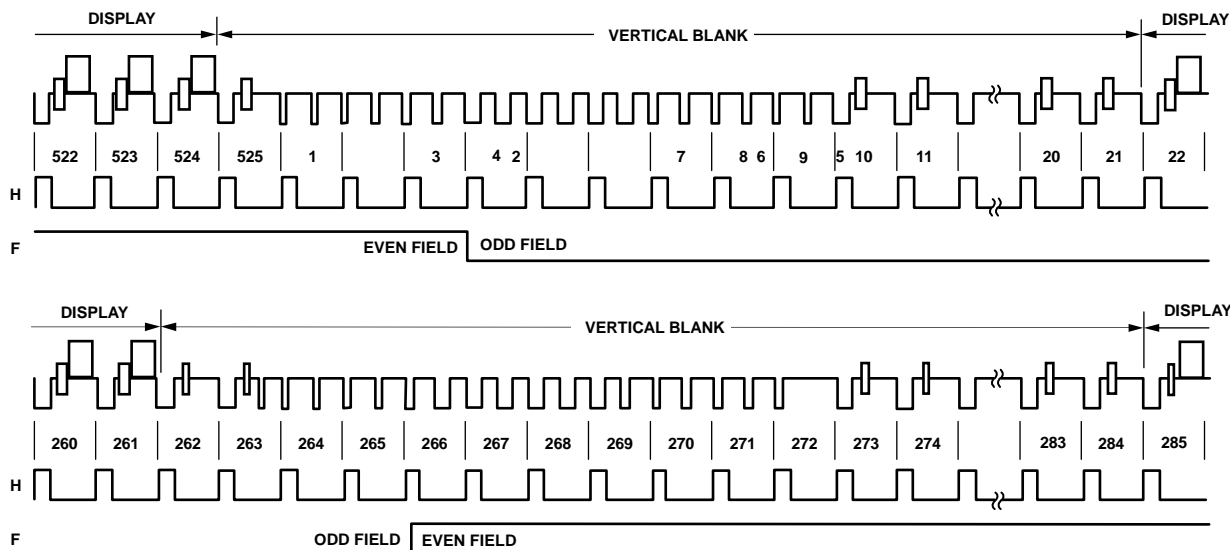 DISPLAY VERTICAL BLANK DISPLAY
522 523 524 525 1 3 4 2 7 8 6 9 5 10 11 20 21 22
H
F EVEN FIELD ODD FIELD
DISPLAY VERTICAL BLANK DISPLAY
260 261 262 263 264 265 266 267 268 269 270 271 272 273 274 283 284 285
H
F ODD FIELD EVEN FIELD